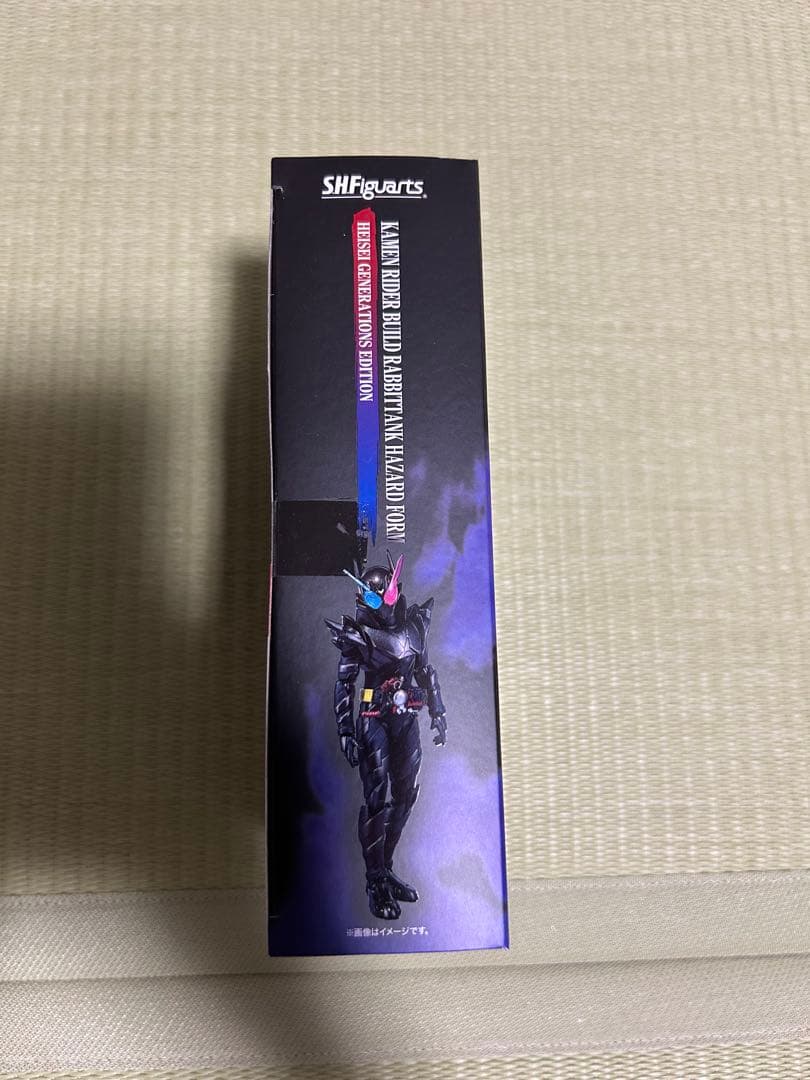 S.H.Figuarts
KAMEN RIDER BUILD RABBITTANK HAZARD FORM
HEISEI GENERATIONS EDITION
※画像はイメージです。